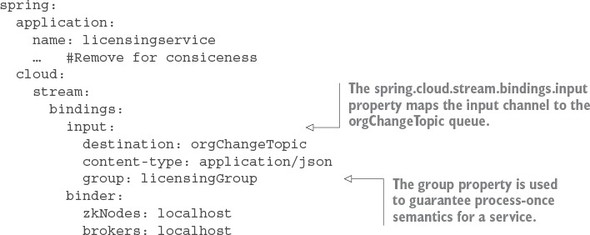 spring:
  application:
    name: licensingservice
    …  #Remove for consiceness
  cloud:
    stream:
      bindings:
        input:
          destination: orgChangeTopic
          content-type: application/json
          group: licensingGroup
        binder:
          zkNodes: localhost
          brokers: localhost
The spring.cloud.stream.bindings.input
property maps the input channel to the
orgChangeTopic queue.
The group property is used
to guarantee process-once
semantics for a service.